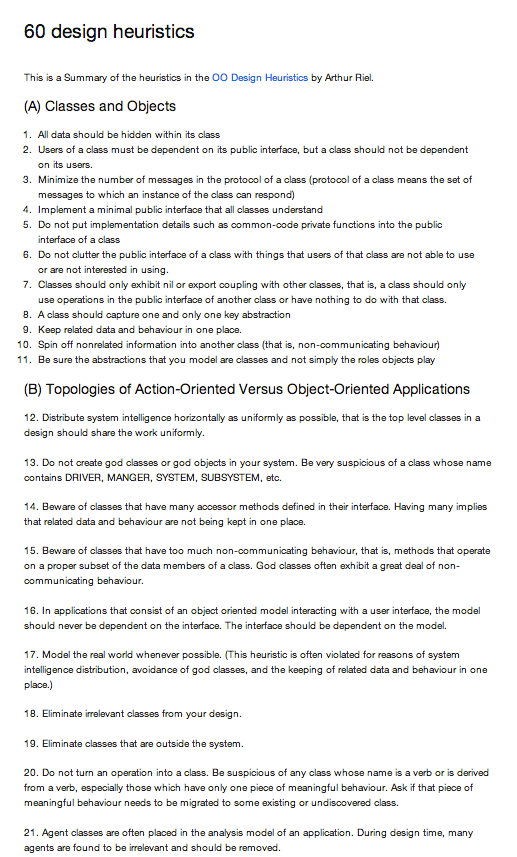 60 design heuristics
This is a Summary of the heuristics in the OO Design Heuristics by Arthur Riel.
(A) Classes and Objects
1. All data should be hidden within its class
2. Users of a class must be dependent on its public interface, but a class should not be dependent
on its users.
3. Minimize the number of messages in the protocol of a class (protocol of a class means the set of
messages to which an instance of the class can respond)
4. Implement a minimal public interface that all classes understand
5. Do not put implementation details such as common-code private functions into the public
interface of a class
6. Do not clutter the public interface of a class with things that users of that class are not able to use
or are not interested in using.
7. Classes should only exhibit nil or export coupling with other classes, that is, a class should only
use operations in the public interface of another class or have nothing to do with that class.
8. A class should capture one and only one key abstraction
9. Keep related data and behaviour in one place.
10. Spin off nonrelated information into another class (that is, non-communicating behaviour)
11. Be sure the abstractions that you model are classes and not simply the roles objects play
(B) Topologies of Action-Oriented Versus Object-Oriented Applications
12. Distribute system intelligence horizontally as uniformly as possible, that is the top level classes in a
design should share the work uniformly.
13. Do not create god classes or god objects in your system. Be very suspicious of a class whose name
contains DRIVER, MANGER, SYSTEM, SUBSYSTEM, etc.
14. Beware of classes that have many accessor methods defined in their interface. Having many implies
that related data and behaviour are not being kept in one place.
15. Beware of classes that have too much non-communicating behaviour, that is, methods that operate
on a proper subset of the data members of a class. God classes often exhibit a great deal of non-
communicating behaviour.
16. In applications that consist of an object oriented model interacting with a user interface, the model
should never be dependent on the interface. The interface should be dependent on the model.
17. Model the real world whenever possible. (This heuristic is often violated for reasons of system
intelligence distribution, avoidance of god classes, and the keeping of related data and behaviour in one
place.)
18. Eliminate irrelevant classes from your design.
19. Eliminate classes that are outside the system.
20. Do not turn an operation into a class. Be suspicious of any class whose name is a verb or is derived
from a verb, especially those which have only one piece of meaningful behaviour. Ask if that piece of
meaningful behaviour needs to be migrated to some existing or undiscovered class.
21. Agent classes are often placed in the analysis model of an application. During design time, many
agents are found to be irrelevant and should be removed.